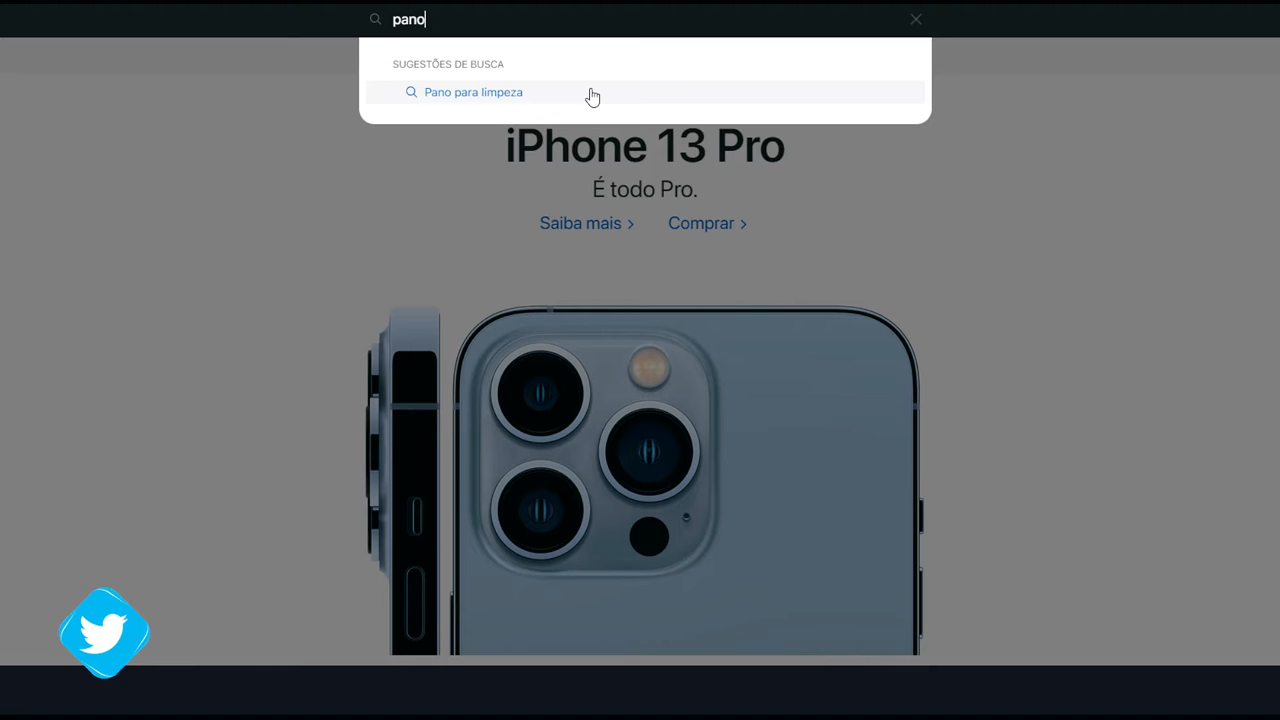 pano
SUGESTÕES DE BUSCA
Pano para limpeza
iPhone 13 Pro
É todo Pro.
Saiba mais >
Comprar >